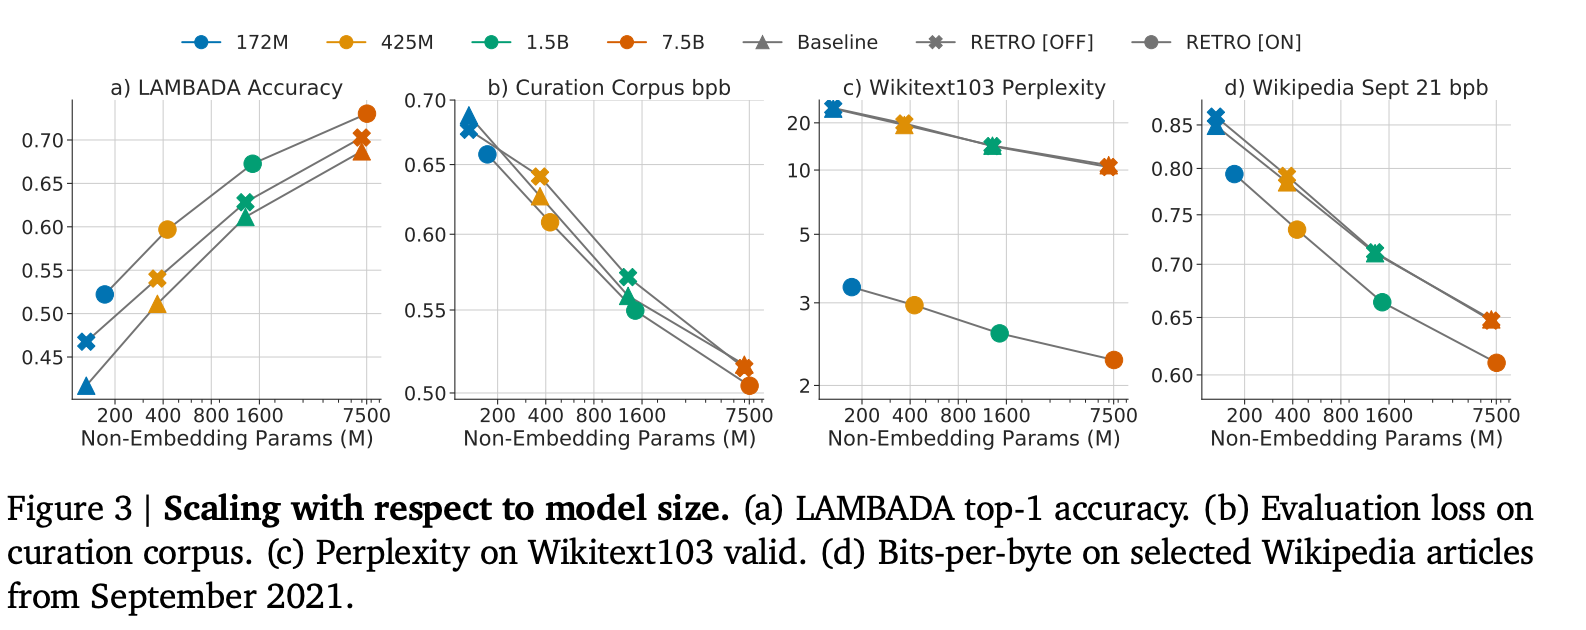 172M 425M 1.5B 7.5B Baseline RETRO [OFF] RETRO [ON]
a) LAMBADA Accuracy
0.70
0.65
0.60
0.55
0.50
0.45
200 400 800 1600 7500
Non-Embedding Params (M)
b) Curation Corpus bpb
0.70
0.65
0.60
0.55
0.50
200 400 800 1600 7500
Non-Embedding Params (M)
c) Wikitext103 Perplexity
20
10
5
3
2
200 400 800 1600 7500
Non-Embedding Params (M)
d) Wikipedia Sept 21 bpb
0.85
0.80
0.75
0.70
0.65
0.60
200 400 800 1600 7500
Non-Embedding Params (M)
Figure 3 | Scaling with respect to model size. (a) LAMBADA top-1 accuracy. (b) Evaluation loss on
curation corpus. (c) Perplexity on Wikitext103 valid. (d) Bits-per-byte on selected Wikipedia articles
from September 2021.